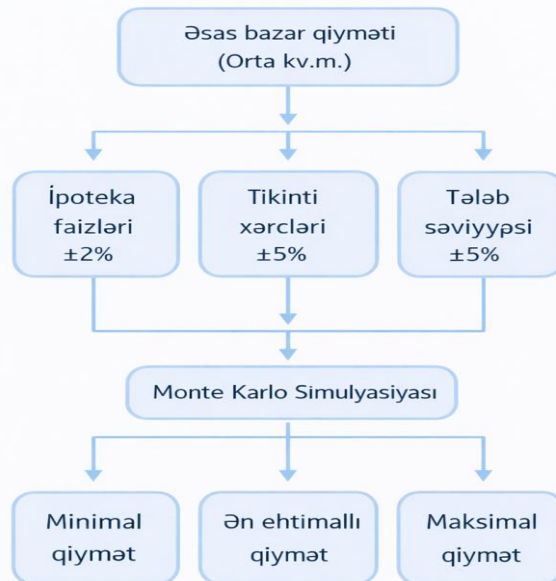 Əsas bazar qiyməti
(Orta kv.m.)
İpoteka
faizləri
±2%
Tikinti
xərcləri
±5%
Tələb
səviyypsi
±5%
Monte Karlo Simulyasiyası
Minimal
qiymət
Ən ehtimallı
qiymət
Maksimal
qiymət